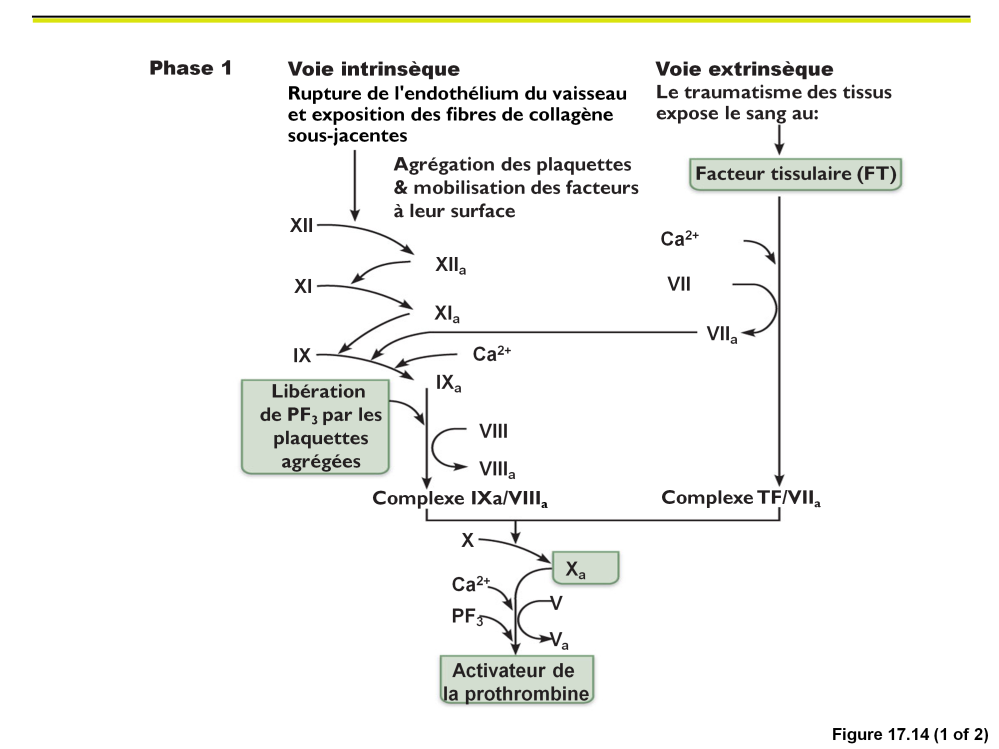 Phase 1
Voie intrinsèque
Rupture de l'endothélium du vaisseau
et exposition des fibres de collagène
sous-jacentes
Voie extrinsèque
Le traumatisme des tissus
expose le sang au:
Agrégation des plaquettes
& mobilisation des facteurs
à leur surface
Facteur tissulaire (FT)
XII
XIIa
Ca2+
XI
VII
XIa
VIIa
IX
Ca2+
IXa
Libération
de PF3 par les
plaquettes
agrégées
VIII
VIIIa
Complexe IXa/VIIIa
Complexe TF/VIIa
X
Xa
Ca2+
V
PF3
Va
Activateur de
la prothrombine
Figure 17.14 (1 of 2)